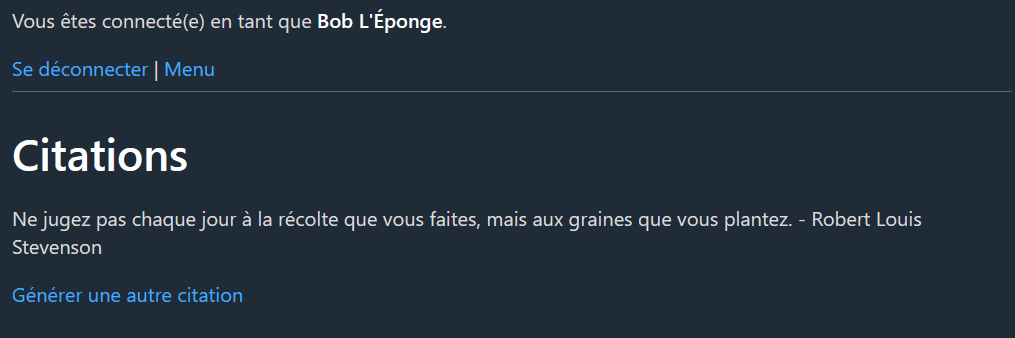 Vous êtes connecté(e) en tant que Bob L'Éponge.
Se déconnecter | Menu
Citations
Ne jugez pas chaque jour à la récolte que vous faites, mais aux graines que vous plantez. - Robert Louis
Stevenson
Générer une autre citation